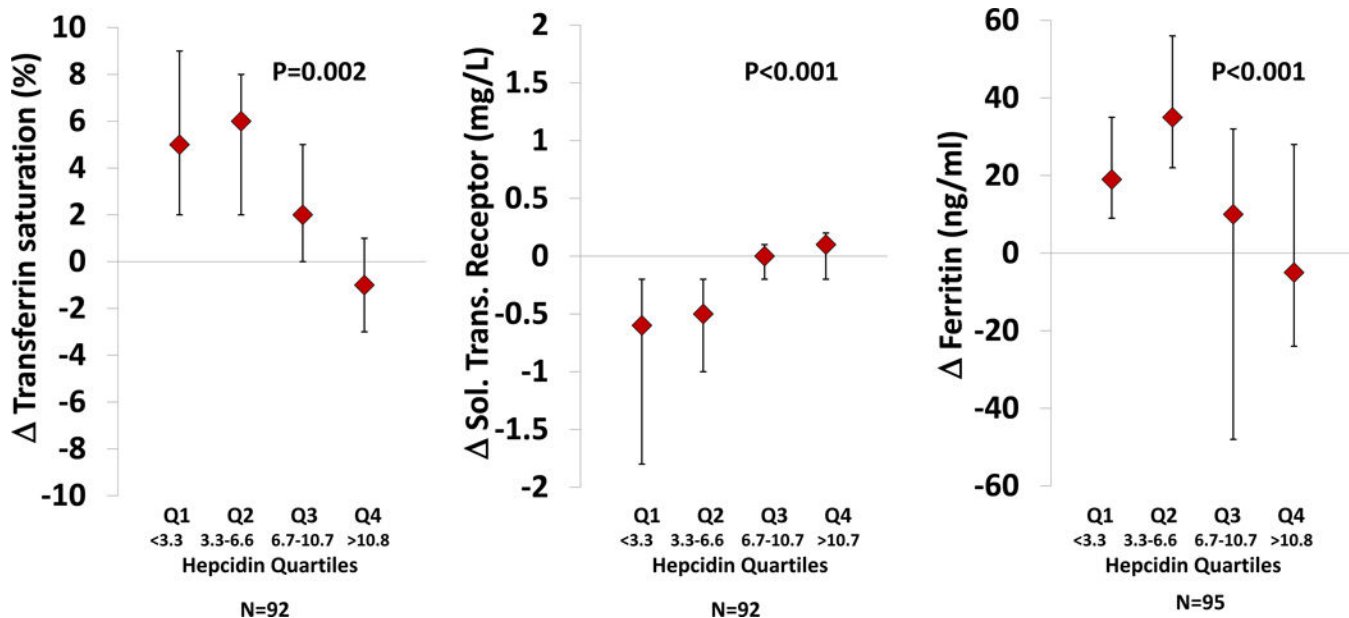 Δ Transferrin saturation (%)
10
8
6
4
2
0
-2
-4
-6
-8
-10
P=0.002
Q1 Q2 Q3 Q4
<3.3 3.3-6.6 6.7-10.7 >10.8
Hepcidin Quartiles
N=92
Δ Sol. Trans. Receptor (mg/L)
2
1.5
1
0.5
0
-0.5
-1
-1.5
-2
P<0.001
Q1 Q2 Q3 Q4
<3.3 3.3-6.6 6.7-10.7 >10.7
Hepcidin Quartiles
N=92
Δ Ferritin (ng/ml)
60
40
20
0
-20
-40
-60
P<0.001
Q1 Q2 Q3 Q4
<3.3 3.3-6.6 6.7-10.7 >10.8
Hepcidin Quartiles
N=95